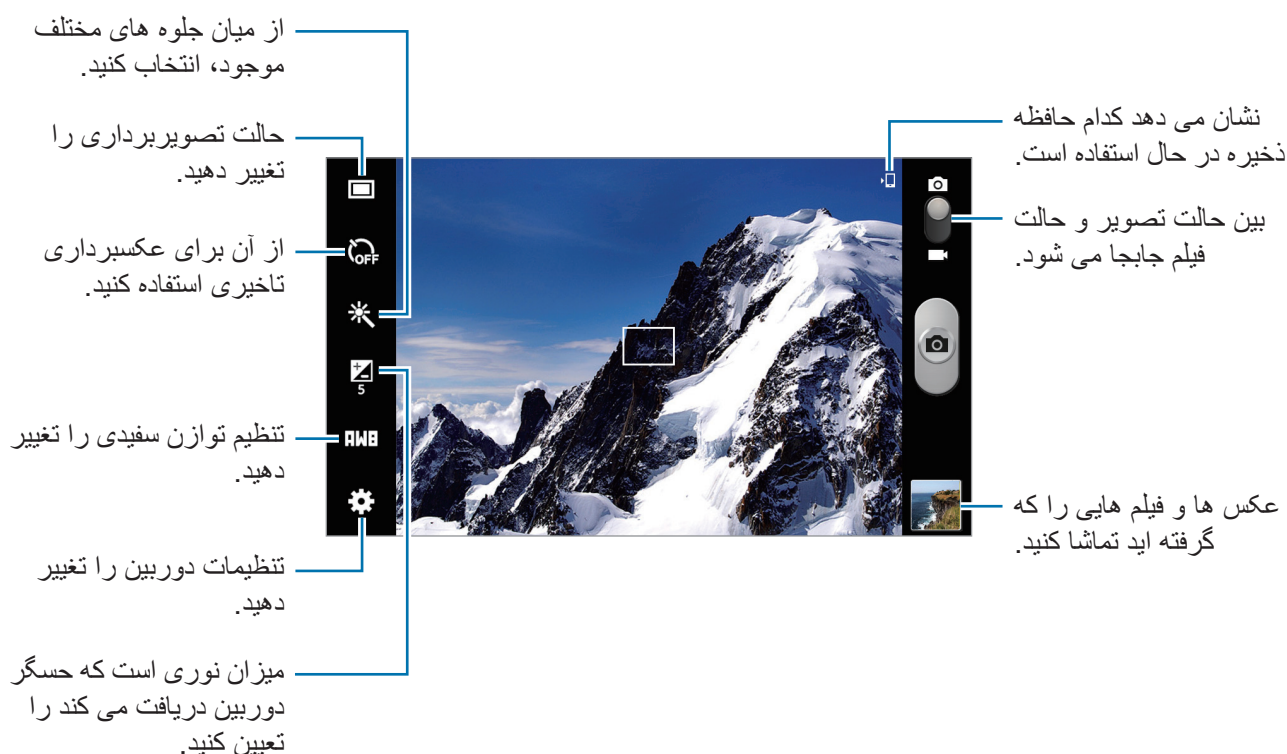 از میان جلوه های مختلف
موجود، انتخاب کنید.
حالت تصویربرداری را
تغییر دهید.
از آن برای عکسبرداری
تاخیری استفاده کنید.
تنظیم توازن سفیدی را تغییر
دهید.
تنظیمات دوربین را تغییر
دهید.
میزان نوری است که حسگر
دوربین دریافت می کند را
تعیین کنید.
OFF
5
AWB
نشان می دهد کدام حافظه
ذخیره در حال استفاده است.
بین حالت تصویر و حالت
فیلم جابجا می شود.
عکس ها و فیلم هایی را که
گرفته اید تماشا کنید.